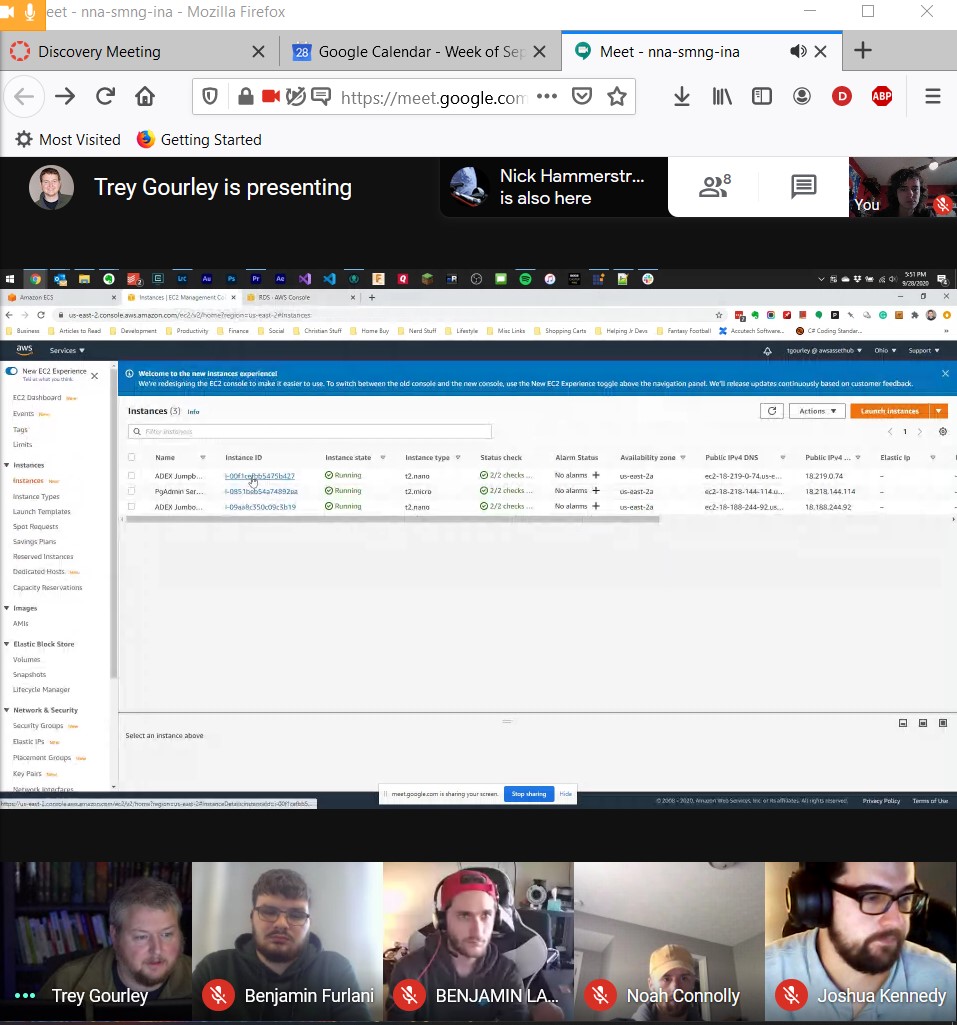 eet - nna-smng-ina - Mozilla Firefox
Discovery Meeting
28 Google Calendar - Week of Sep
Meet - nna-smng-ina
https://meet.google.com
D
ABP
Most Visited
Getting Started
Trey Gourley is presenting
Nick Hammerstr...
is also here
8
You
5:51 PM
9/28/2020
Amazon ECS
Instances | EC2 Management Co
RDS - AWS Console
us-east-2.console.aws.amazon.com/ec2/v2/home?region=us-east-2#Instances:
Business
Articles to Read
Development
Productivity
Finance
Social
Christian Stuff
Home Buy
Nerd Stuff
Lifestyle
Misc Links
Shopping Carts
Helping Jr Devs
Fantasy Football
Accutech Software...
C# Coding Standar...
aws
Services
tgourley @ awsassethub
Ohio
Support
New EC2 Experience
Tell us what you think
Welcome to the new instances experience!
We're redesigning the EC2 console to make it easier to use. To switch between the old console and the new console, use the New EC2 Experience toggle above the navigation panel. We'll release updates continuously based on customer feedback.
EC2 Dashboard New
Events New
Tags
Limits
Instances
Instances New
Instance Types
Launch Templates
Spot Requests
Savings Plans
Reserved Instances
Dedicated Hosts New
Capacity Reservations
Images
AMIs
Elastic Block Store
Volumes
Snapshots
Lifecycle Manager
Network & Security
Security Groups New
Elastic IPs New
Placement Groups New
Key Pairs New
Network Interfaces
Instances (3) Info
Actions
Launch instances
Filter instances
1
Name
Instance ID
Instance state
Instance type
Status check
Alarm Status
Availability zone
Public IPv4 DNS
Public IPv4 ...
Elastic Ip
ADEX Jumpb... Running t2.nano 2/2 checks ... No alarms + us-east-2a ec2-18-219-0-74.us-e... 18.219.0.74 –
PgAdmin Ser... Running t2.micro 2/2 checks ... No alarms + us-east-2a ec2-18-218-144-114.u... 18.218.144.114 –
ADEX Jumbo... i-09aa8c350c09c3b19 Running t2.nano 2/2 checks ... No alarms + us-east-2a ec2-18-188-244-92.us... 18.188.244.92 –
Select an instance above
meet.google.com is sharing your screen.
Stop sharing
Hide
© 2008 - 2020, Amazon Web Services, Inc. or its affiliates. All rights reserved.
Privacy Policy
Terms of Use
Trey Gourley
Benjamin Furlani
BENJAMIN LA...
Noah Connolly
Joshua Kennedy